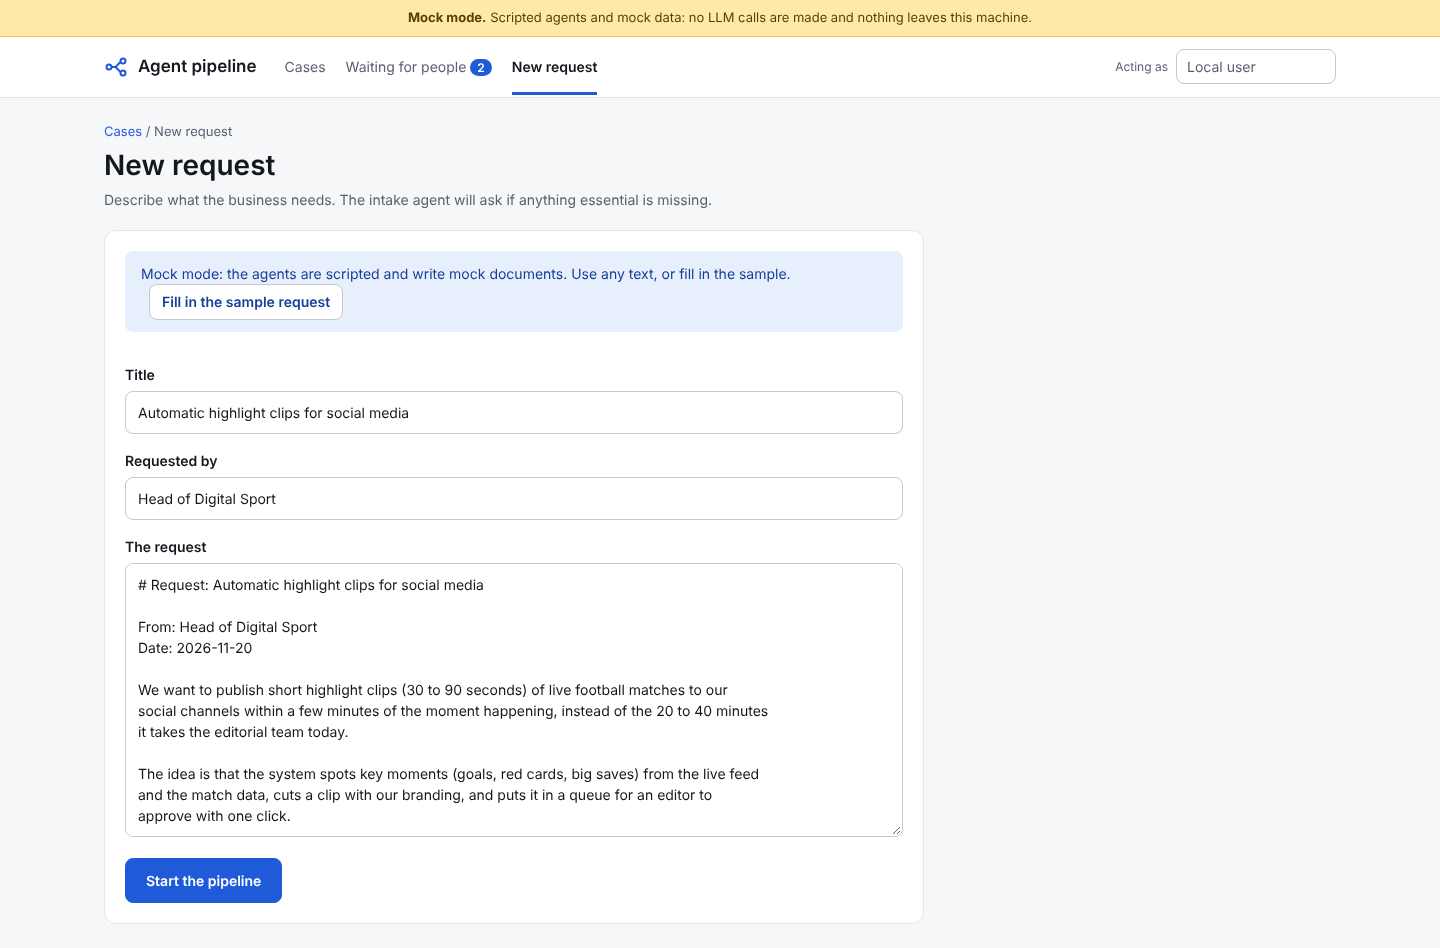 Mock mode. Scripted agents and mock data: no LLM calls are made and nothing leaves this machine.
Agent pipeline
Cases
Waiting for people 2
New request
Acting as
Local user
Cases / New request
New request
Describe what the business needs. The intake agent will ask if anything essential is missing.
Mock mode: the agents are scripted and write mock documents. Use any text, or fill in the sample.
Fill in the sample request
Title
Automatic highlight clips for social media
Requested by
Head of Digital Sport
The request
# Request: Automatic highlight clips for social media
From: Head of Digital Sport
Date: 2026-11-20
We want to publish short highlight clips (30 to 90 seconds) of live football matches to our
social channels within a few minutes of the moment happening, instead of the 20 to 40 minutes
it takes the editorial team today.
The idea is that the system spots key moments (goals, red cards, big saves) from the live feed
and the match data, cuts a clip with our branding, and puts it in a queue for an editor to
approve with one click.
Start the pipeline